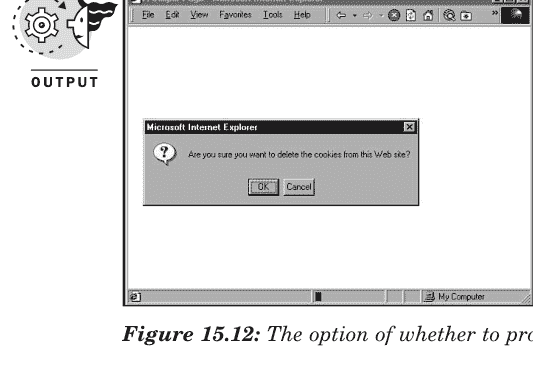 File Edit View Favorites Tools Help »
OUTPUT
Microsoft Internet Explorer
Are you sure you want to delete the cookies from this Web site?
OK Cancel
My Computer
Figure 15.12: The option of whether to pro